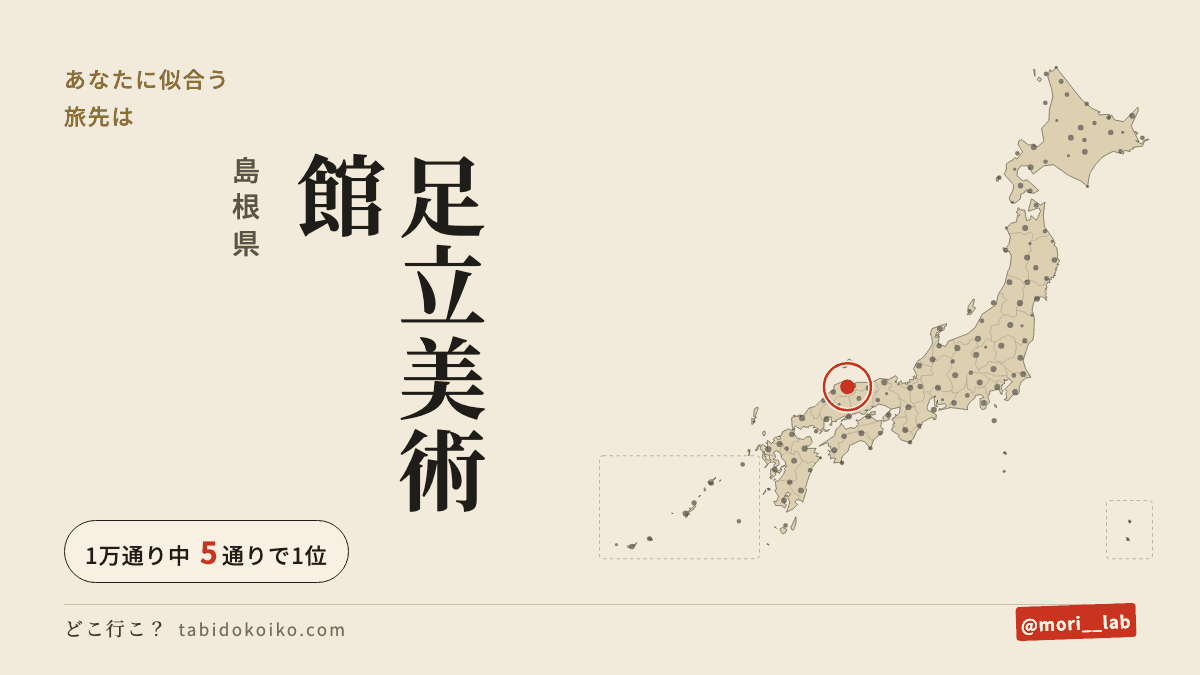 あなたに似合う
旅先は
足立美術
館
島根県
1万通り中 5通りで1位
どこ行こ？ tabidokoiko.com
@mori__lab